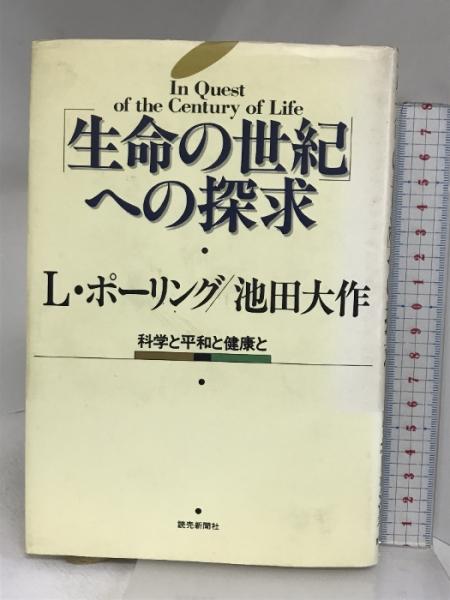 In Quest
of the Century of Life
「生命の世紀」
への探求
L・ポーリング/池田大作
科学と平和と健康と
読売新聞社